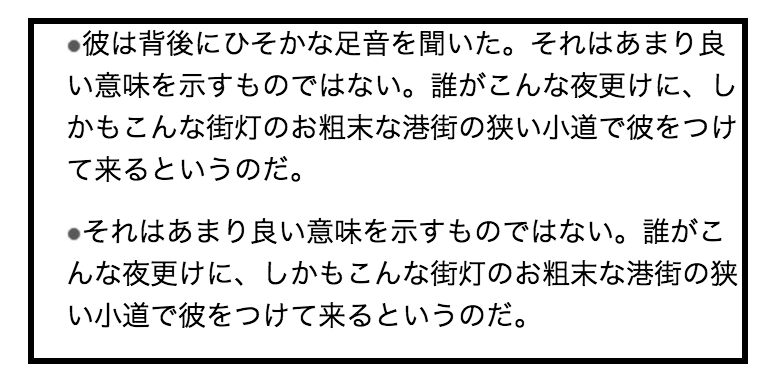 ●彼は背後にひそかな足音を聞いた。それはあまり良
い意味を示すものではない。誰がこんな夜更けに、し
かもこんな街灯のお粗末な港街の狭い小道で彼をつけ
て来るというのだ。
●それはあまり良い意味を示すものではない。誰がこ
んな夜更けに、しかもこんな街灯のお粗末な港街の狭
い小道で彼をつけて来るというのだ。